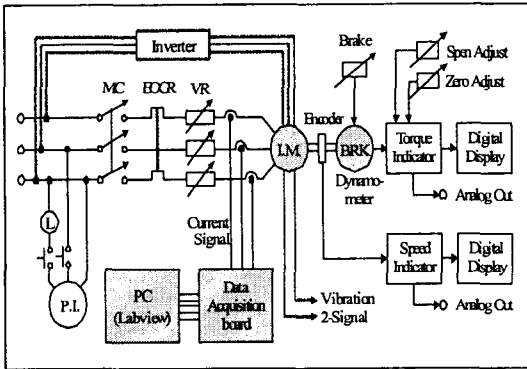 Inverter
Brake
Span Adjust
Zero Adjust
MC
EOCR
VR
Encoder
I.M.
BRK
Torque
Indicator
Digital
Display
Dynamo-
meter
Analog Out
Current
Signal
L
P.I.
PC
(Labview)
Data
Acquisition
board
Speed
Indicator
Digital
Display
Vibration
2-Signal
Analog Out